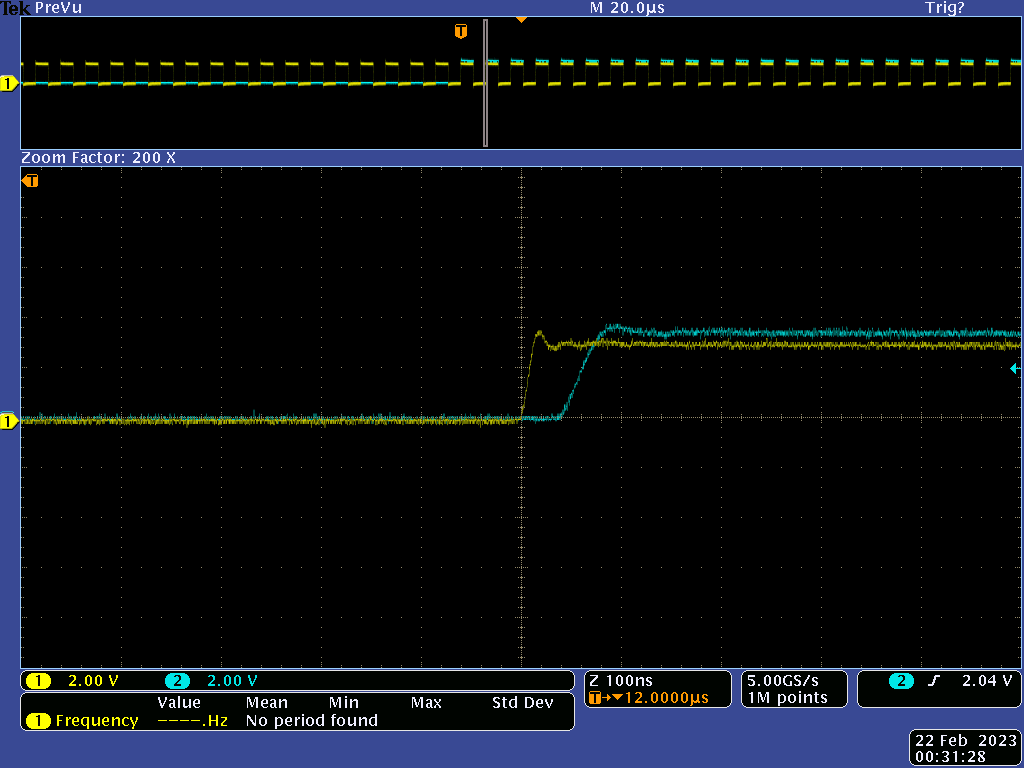 Tek PreVu M 20.0µs Trig?
T
1
Zoom Factor: 200 X
T
1
1 2.00 V 2 2.00 V
Z 100ns
T→▼12.0000µs
5.00GS/s
1M points
2 2.04 V
Value Mean Min Max Std Dev
1 Frequency ----.Hz No period found
22 Feb 2023
00:31:28